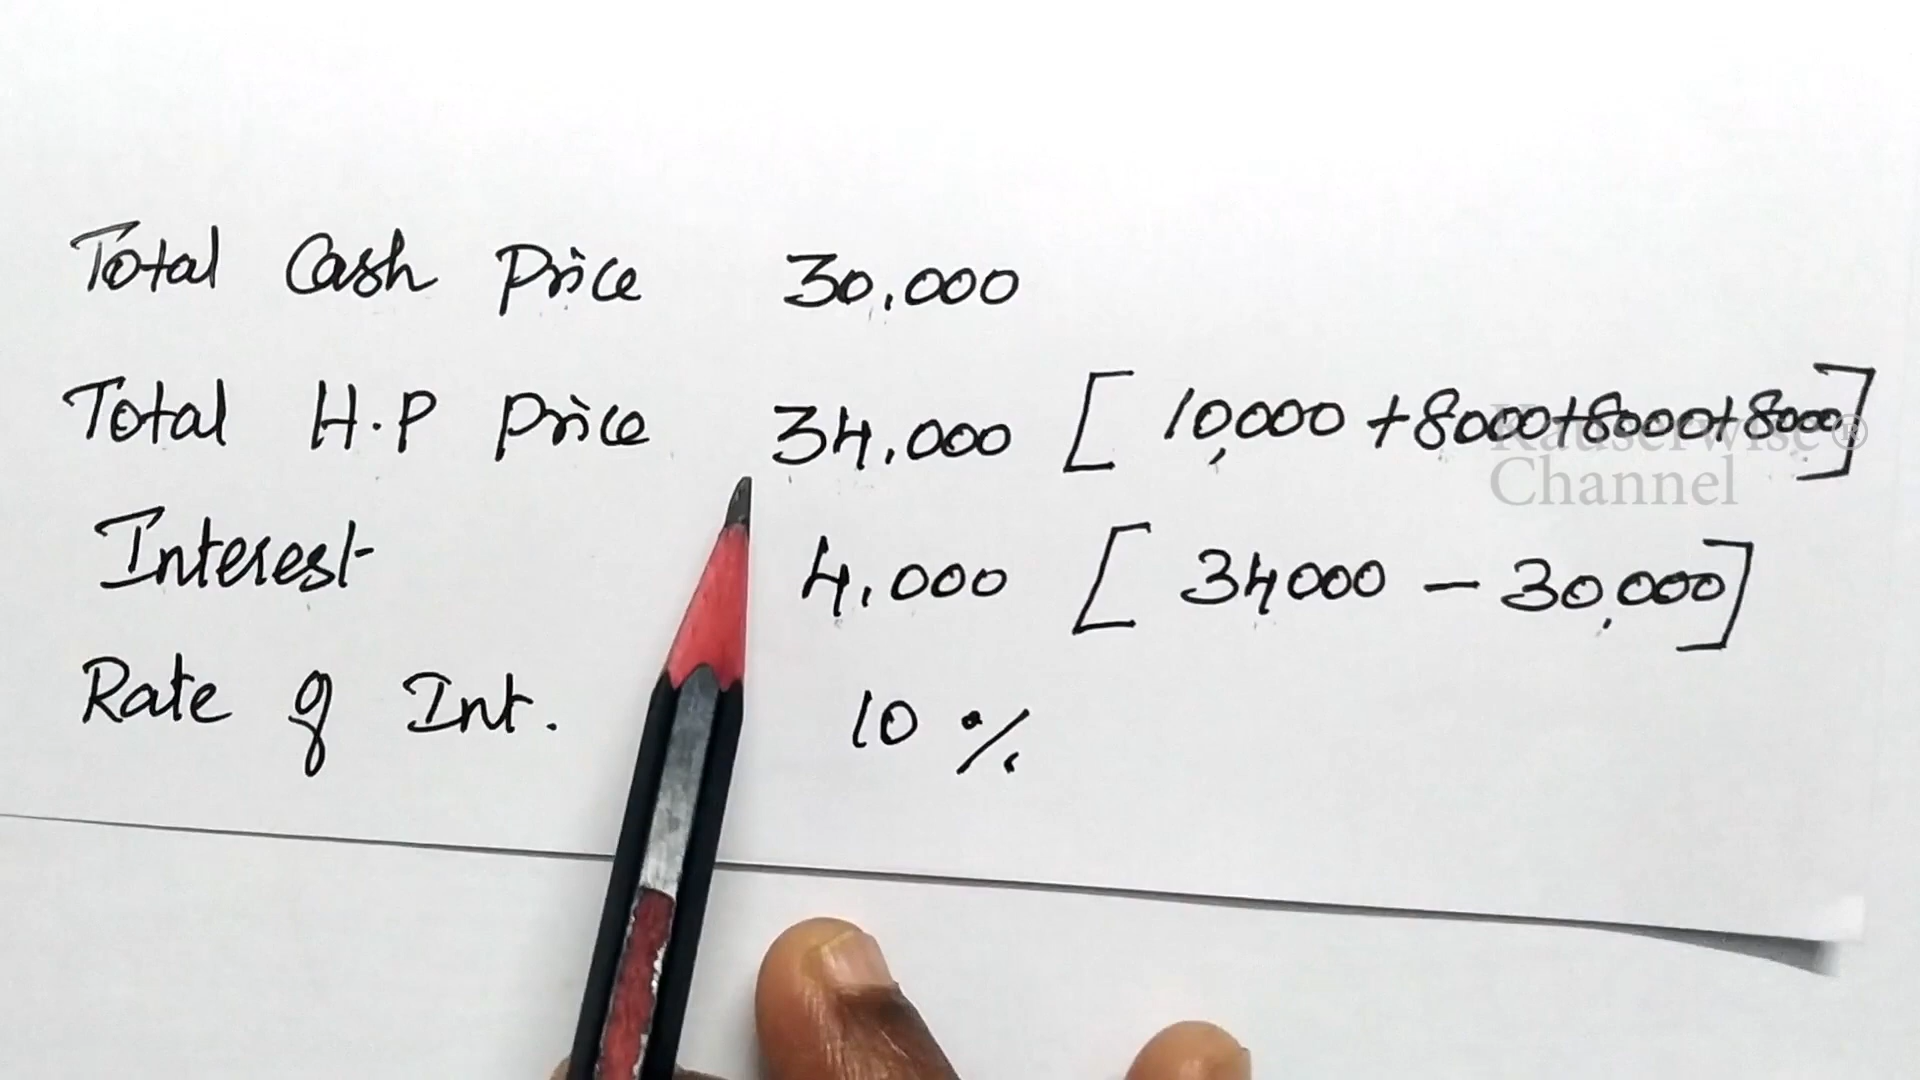 Total Cash Price 30,000
Total H.P Price 34,000 [ 10,000 + 8000+8000+8000]
Kauserwise®
Channel
Interest 4,000 [ 34000 - 30,000]
Rate of Int. 10 %